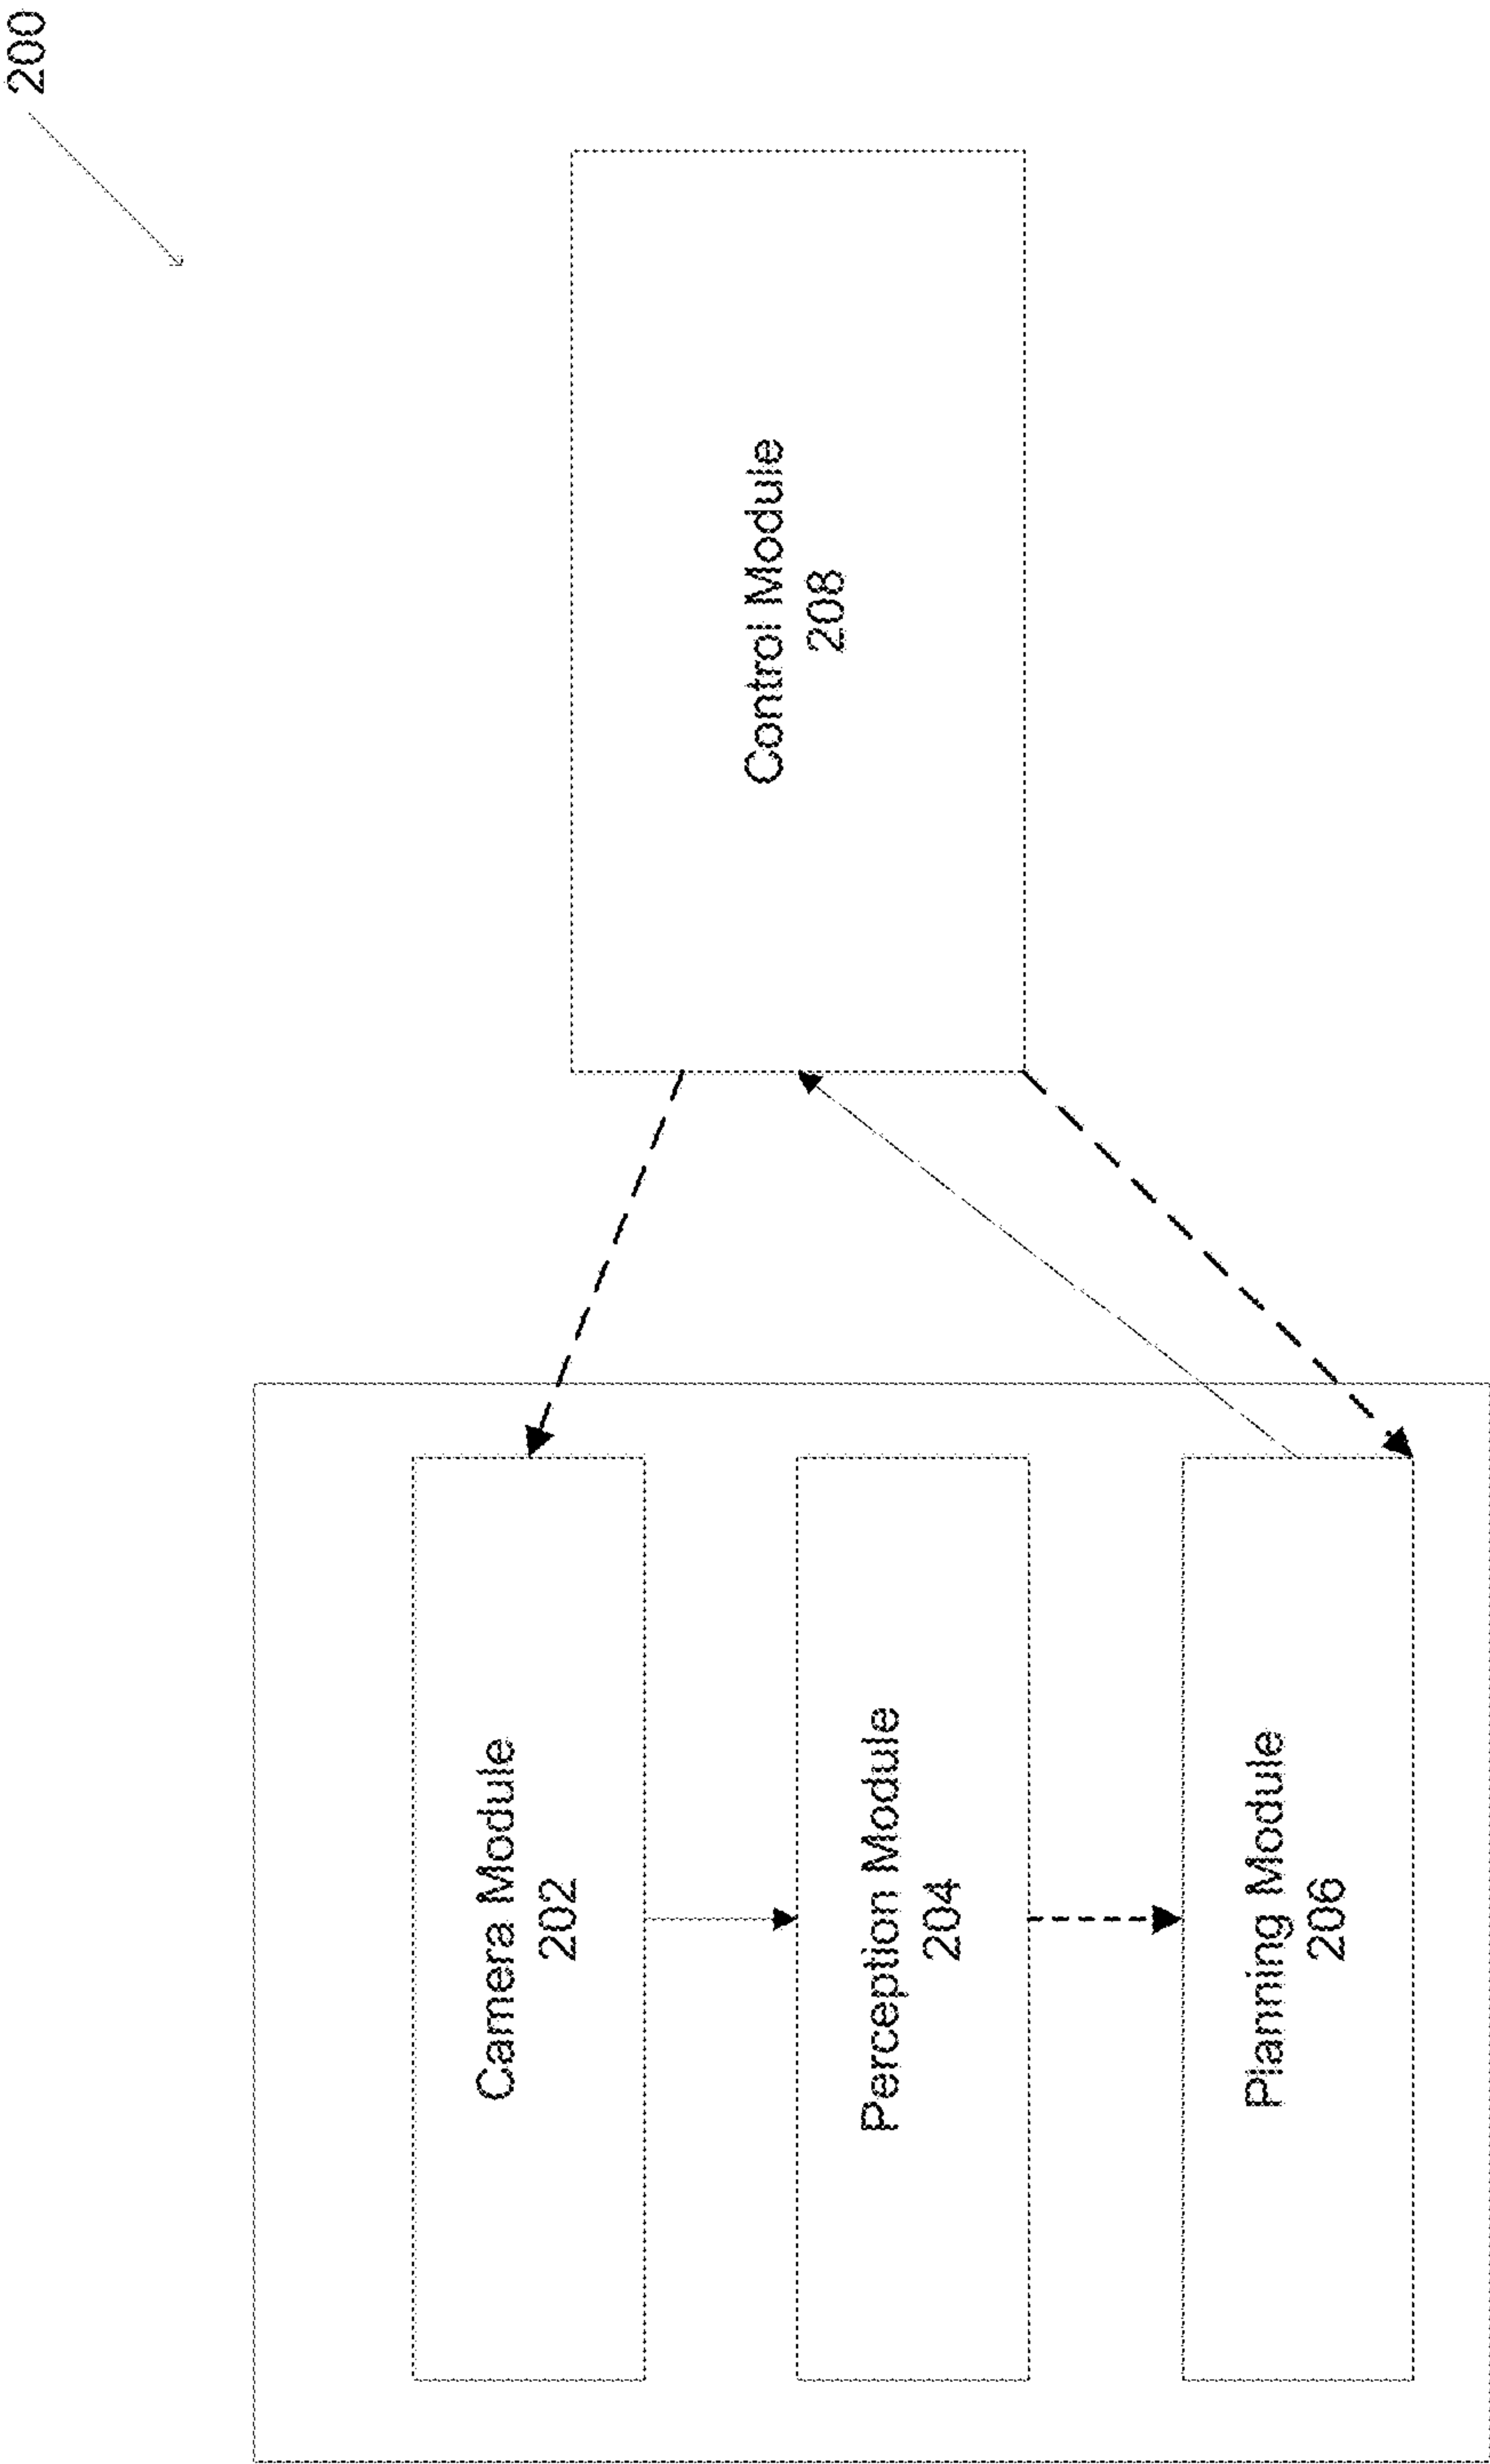 200
Camera Module
202
Perception Module
204
Planning Module
206
Control Module
208